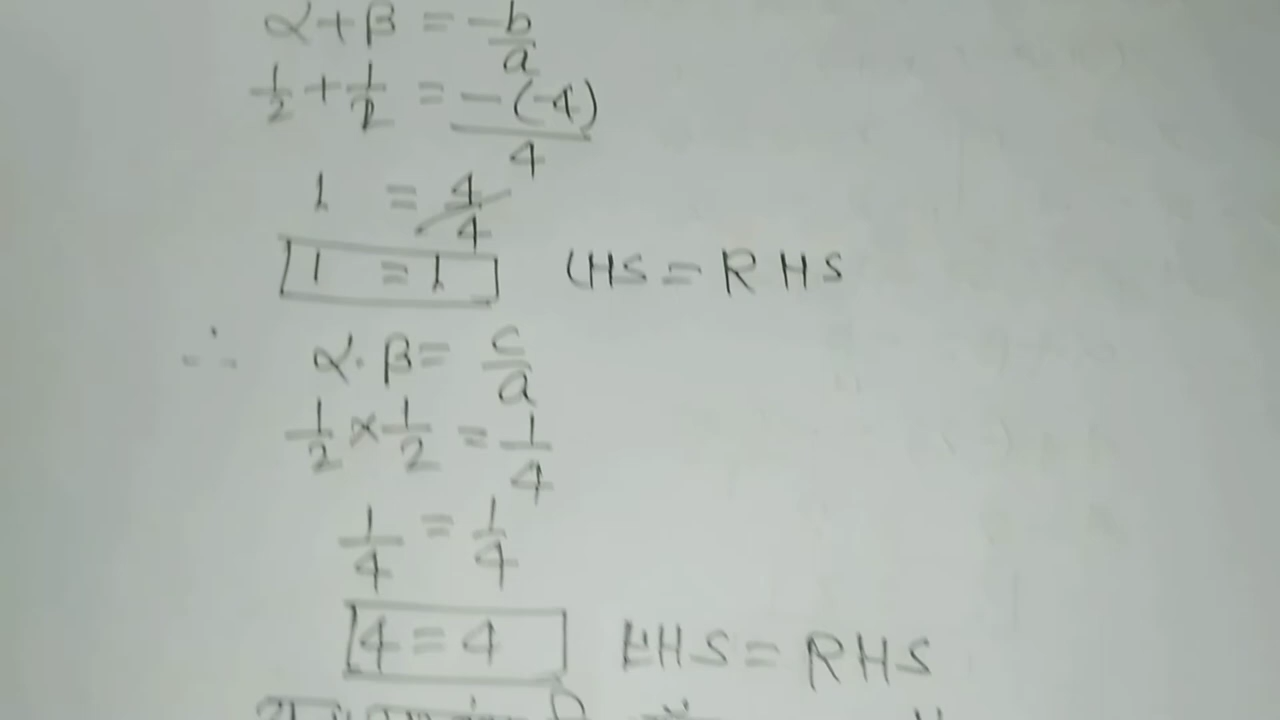 α+β = -b/a
1/2 + 1/2 = -(-4)/4
1 = 4/4
1 = 1 LHS = RHS
∴ α·β = c/a
1/2 × 1/2 = 1/4
1/4 = 1/4
4 = 4 LHS = RHS